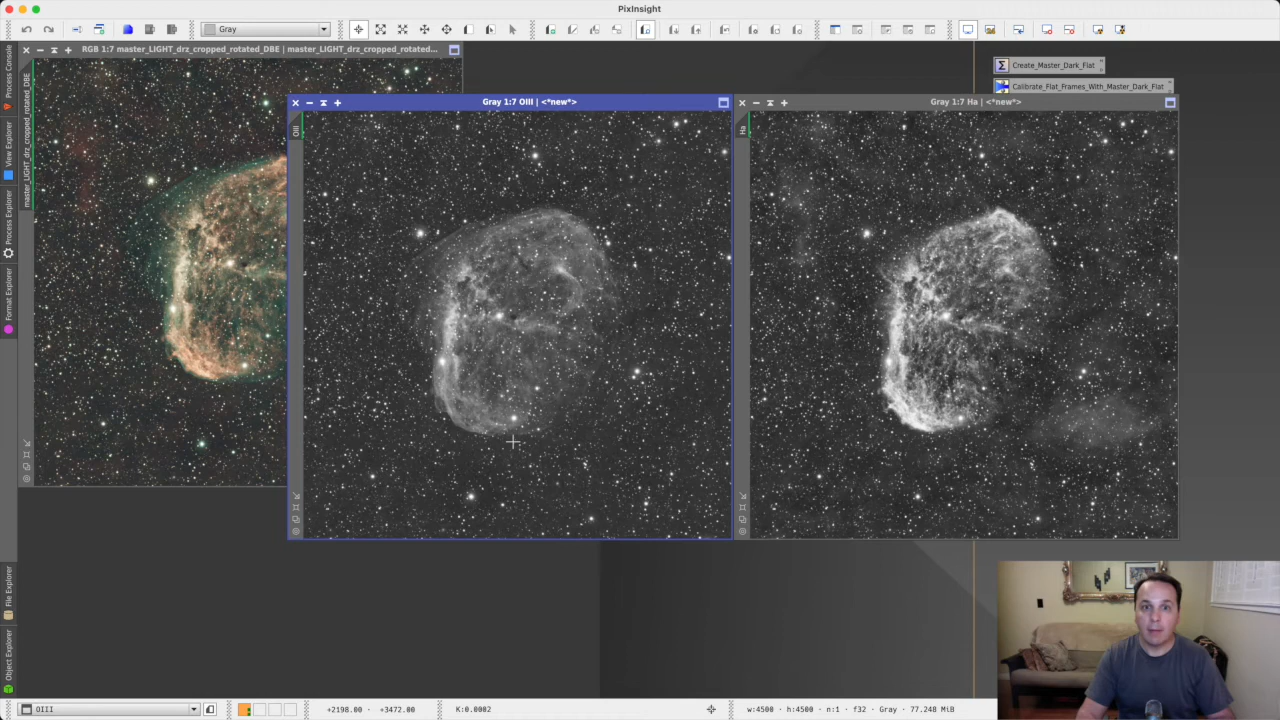 PixInsight
Gray
Process Console
View Explorer
Process Explorer
Format Explorer
File Explorer
Object Explorer
RGB 1:7 master_LIGHT_drz_cropped_rotated_DBE | master_LIGHT_drz_cropped_rotated...
master_LIGHT_drz_cropped_rotated_DBE
Gray 1:7 OIII | <*new*>
OIII
Gray 1:7 Ha | <*new*>
Ha
Create_Master_Dark_Flat
Calibrate_Flat_Frames_With_Master_Dark_Flat
OIII
+2198.00 · +3472.00
K:0.0002
w:4500 · h:4500 · n:1 · f32 · Gray · 77.248 MiB